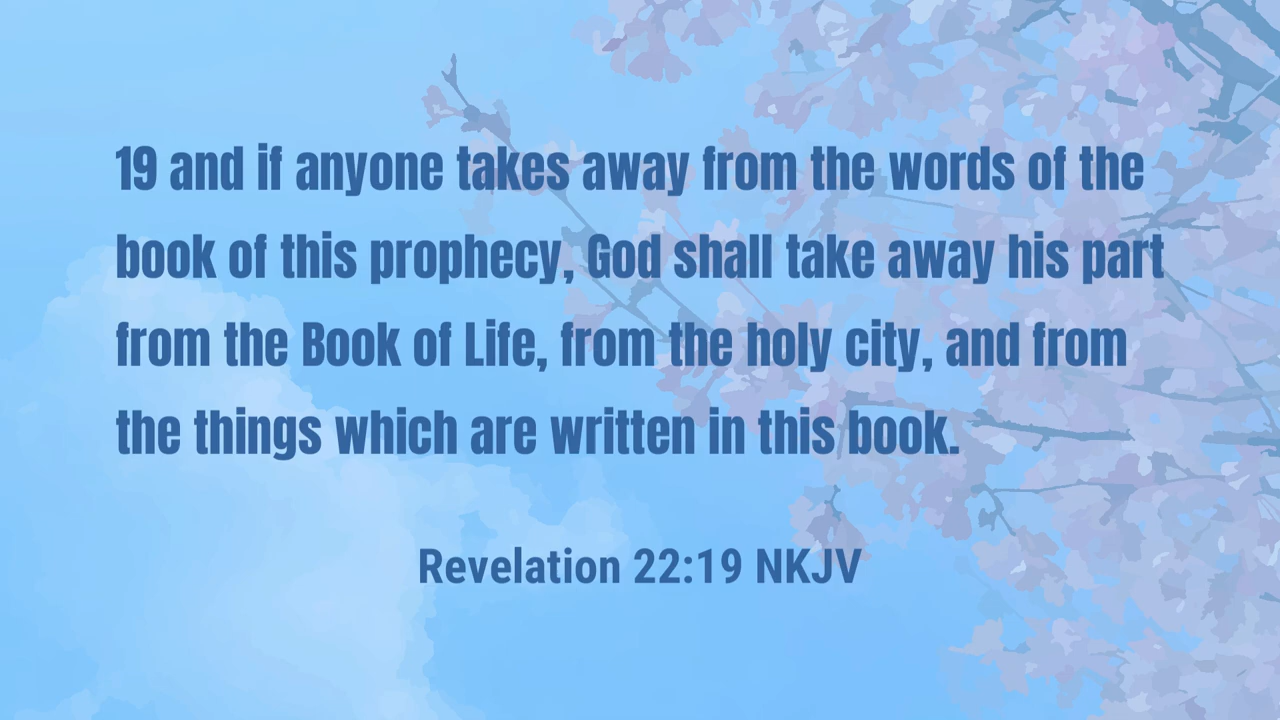 19 and if anyone takes away from the words of the
book of this prophecy, God shall take away his part
from the Book of Life, from the holy city, and from
the things which are written in this book.
Revelation 22:19 NKJV